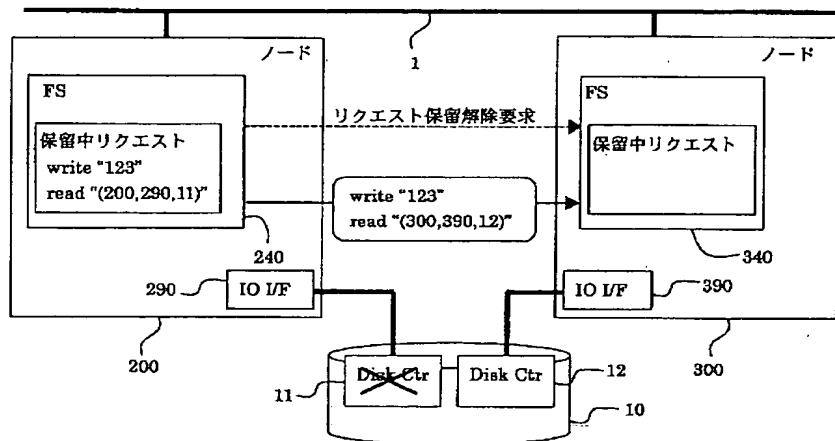 ノード
1
ノード
FS
保留中リクエスト
write "123"
read "(200,290,11)"
240
リクエスト保留解除要求
write "123"
read "(300,390,12)"
FS
保留中リクエスト
340
290
IO I/F
IO I/F
390
200
300
Disk Ctr
11
Disk Ctr
12
10